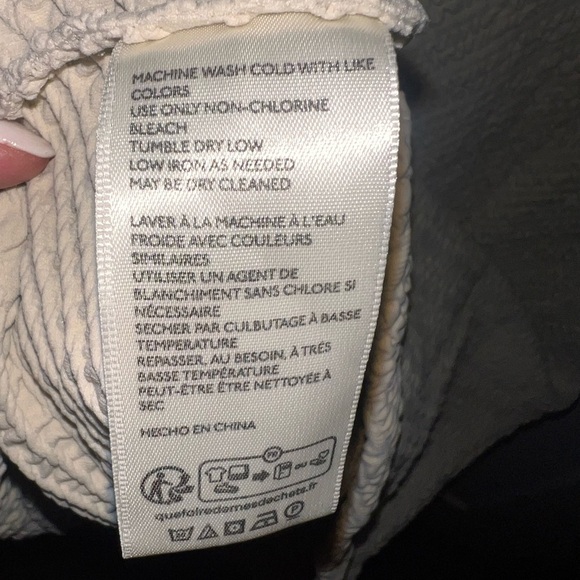 MACHINE WASH COLD WITH LIKE
COLORS
USE ONLY NON-CHLORINE
BLEACH
TUMBLE DRY LOW
LOW IRON AS NEEDED
MAY BE DRY CLEANED
LAVER À LA MACHINE À L'EAU
FROIDE AVEC COULEURS
SIMILAIRES
UTILISER UN AGENT DE
BLANCHIMENT SANS CHLORE SI
NÉCESSAIRE
SECHER PAR CULBUTAGE À BASSE
TEMPERATURE
REPASSER, AU BESOIN, À TRÉS
BASSE TEMPÉRATURE
PEUT-ÊTRE ÊTRE NETTOYÉE À
SEC
HECHO EN CHINA
FR
OU OU
quefairedemesdechets.fr
P